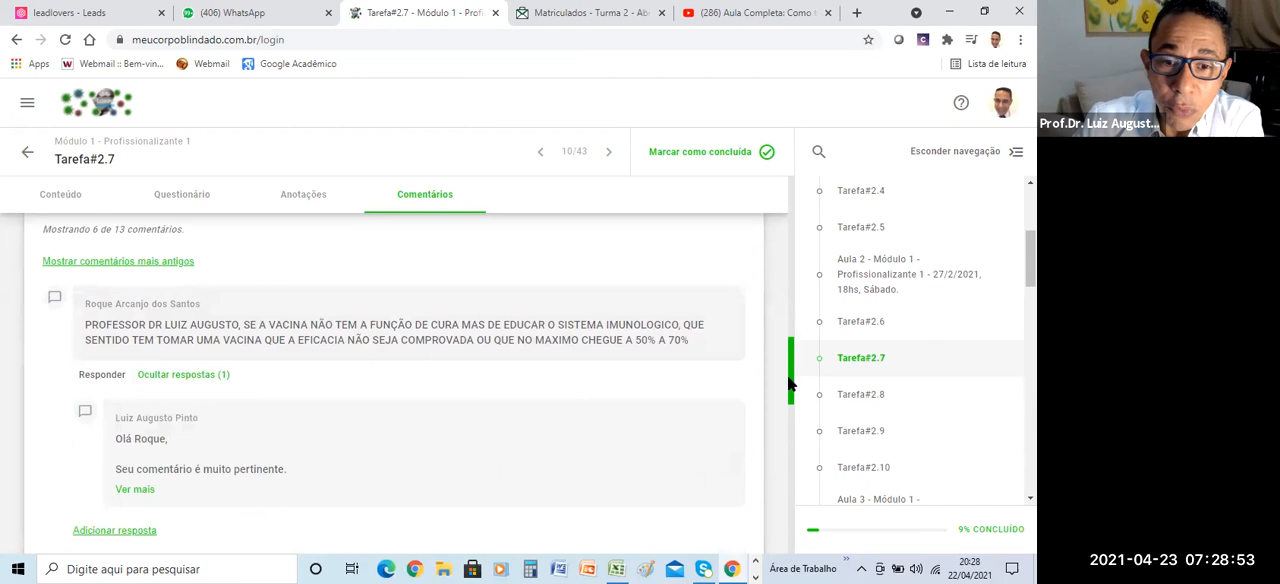 leadlovers - Leads
(406) WhatsApp
Tarefa#2.7 - Módulo 1 - Profi
Matriculados - Turma 2 - Ab
(286) Aula Completa: Como
meucorpoblindado.com.br/login
Apps
Webmail :: Bem-vin...
Webmail
Google Acadêmico
Lista de leitura
Módulo 1 - Profissionalizante 1
Tarefa#2.7
10/43
Marcar como concluída
Esconder navegação
Conteúdo
Questionário
Anotações
Comentários
Mostrando 6 de 13 comentários.
Mostrar comentários mais antigos
Roque Arcanjo dos Santos
PROFESSOR DR LUIZ AUGUSTO, SE A VACINA NÃO TEM A FUNÇÃO DE CURA MAS DE EDUCAR O SISTEMA IMUNOLOGICO, QUE
SENTIDO TEM TOMAR UMA VACINA QUE A EFICACIA NÃO SEJA COMPROVADA OU QUE NO MAXIMO CHEGUE A 50% A 70%
Responder
Ocultar respostas (1)
Luiz Augusto Pinto
Olá Roque,
Seu comentário é muito pertinente.
Ver mais
Adicionar resposta
Tarefa#2.4
Tarefa#2.5
Aula 2 - Módulo 1 -
Profissionalizante 1 - 27/2/2021,
18hs, Sábado.
Tarefa#2.6
Tarefa#2.7
Tarefa#2.8
Tarefa#2.9
Tarefa#2.10
Aula 3 - Módulo 1 -
9% CONCLUÍDO
Prof.Dr. Luiz August...
2021-04-23 07:28:53
Digite aqui para pesquisar
Área de Trabalho
20:28
22/04/2021